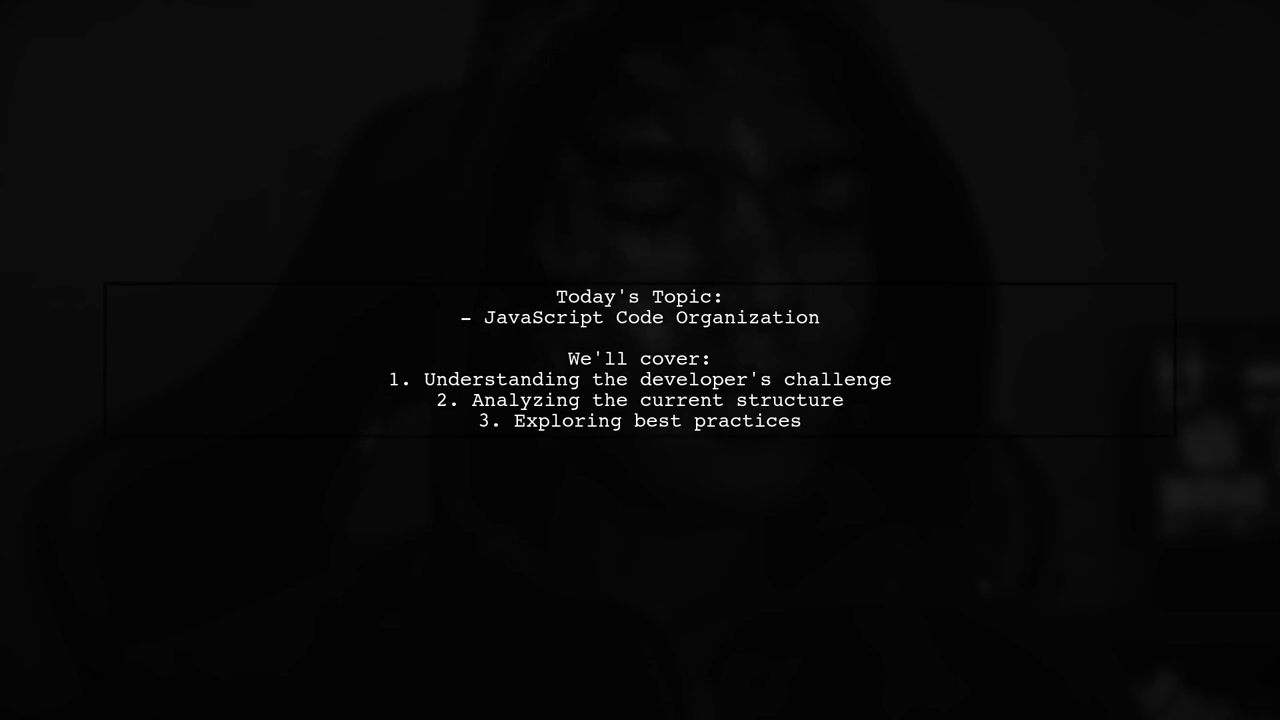 Today's Topic:
– JavaScript Code Organization
We'll cover:
1. Understanding the developer's challenge
2. Analyzing the current structure
3. Exploring best practices